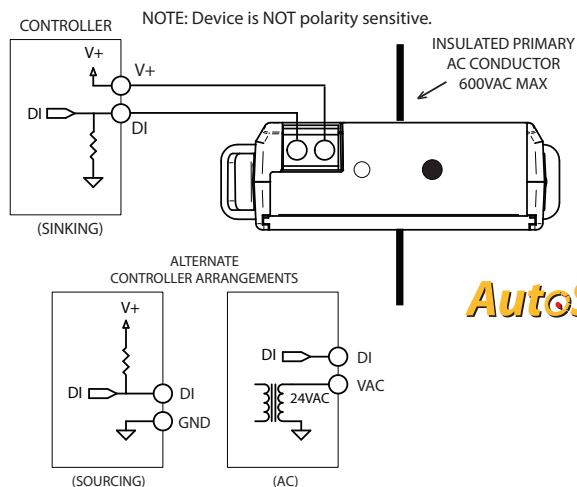 NOTE: Device is NOT polarity sensitive.
CONTROLLER
V+
V+
DI
DI
(SINKING)
INSULATED PRIMARY
AC CONDUCTOR
600VAC MAX
ALTERNATE
CONTROLLER ARRANGEMENTS
V+
DI
DI
GND
(SOURCING)
DI
DI
VAC
24VAC
(AC)
AutoS